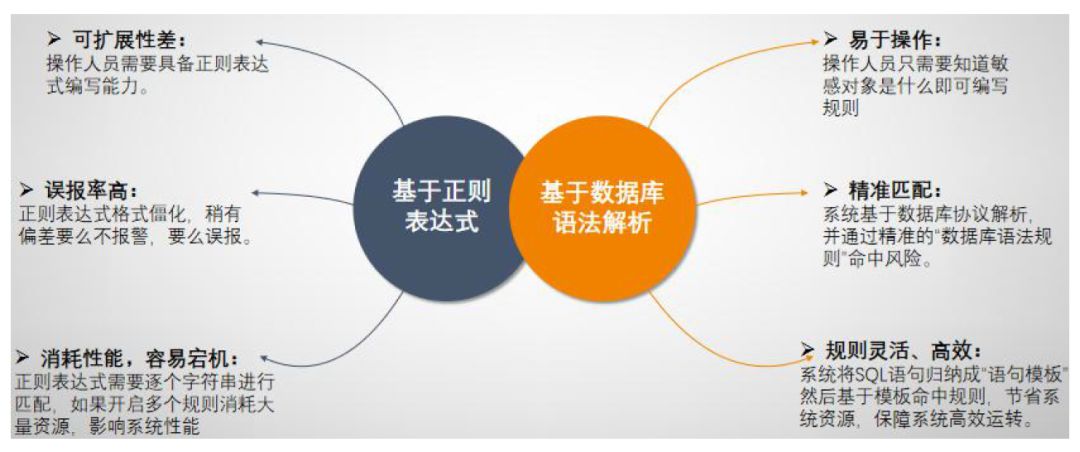 ➢ 可扩展性差：
操作人员需要具备正则表达
式编写能力。
➢ 误报率高：
正则表达式格式僵化，稍有
偏差要么不报警，要么误报。
➢ 消耗性能，容易宕机：
正则表达式需要逐个字符串进行
匹配，如果开启多个规则消耗大
量资源，影响系统性能
基于正则
表达式
基于数据库
语法解析
➢ 易于操作：
操作人员只需要知道敏
感对象是什么即可编写
规则
➢ 精准匹配：
系统基于数据库协议解析，
并通过精准的“数据库语法规
则”命中风险。
➢ 规则灵活、高效：
系统将SQL语句归纳成“语句模板”
然后基于模板命中规则，节省系
统资源，保障系统高效运转。